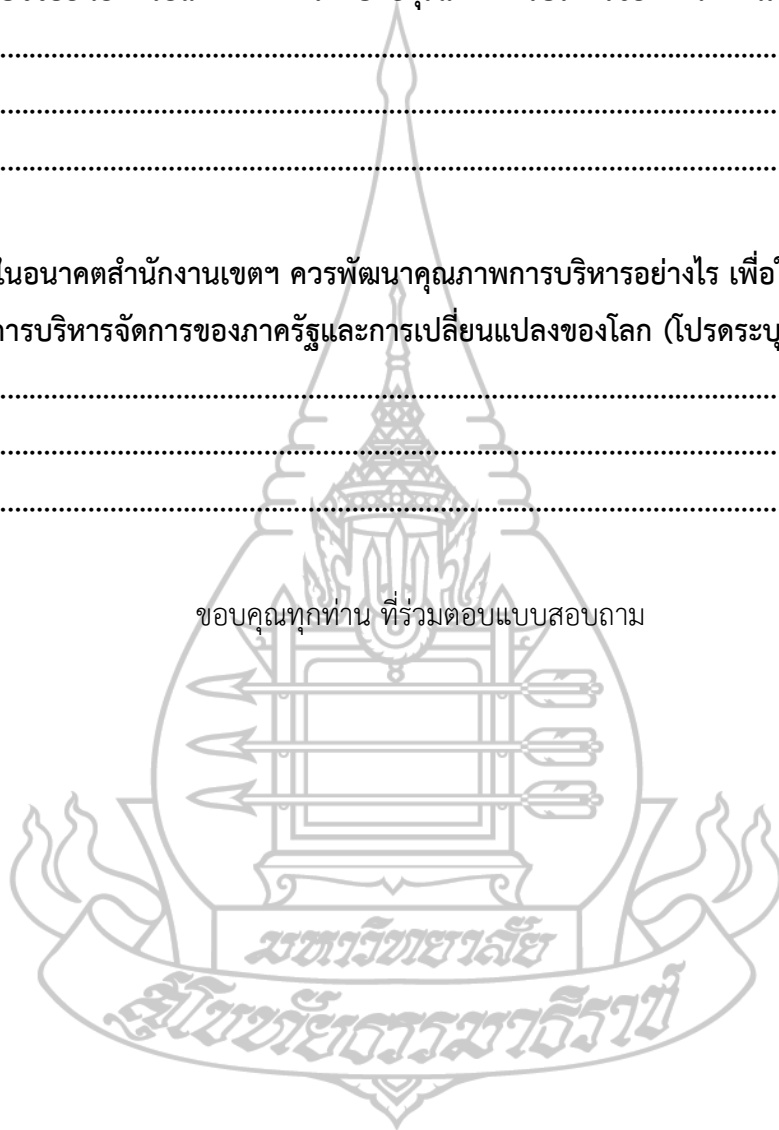 ..........................................................................................
..........................................................................................
..........................................................................................
ในอนาคตสำนักงานเขตฯ ควรพัฒนาคุณภาพการบริหารอย่างไร เพื่อ
การบริหารจัดการของภาครัฐและการเปลี่ยนแปลงของโลก (โปรดระบุ
..........................................................................................
..........................................................................................
..........................................................................................
ขอบคุณทุกท่าน ที่ร่วมตอบแบบสอบถาม
มหาวิทยาลัย
สุโขทัยธรรมาธิราช